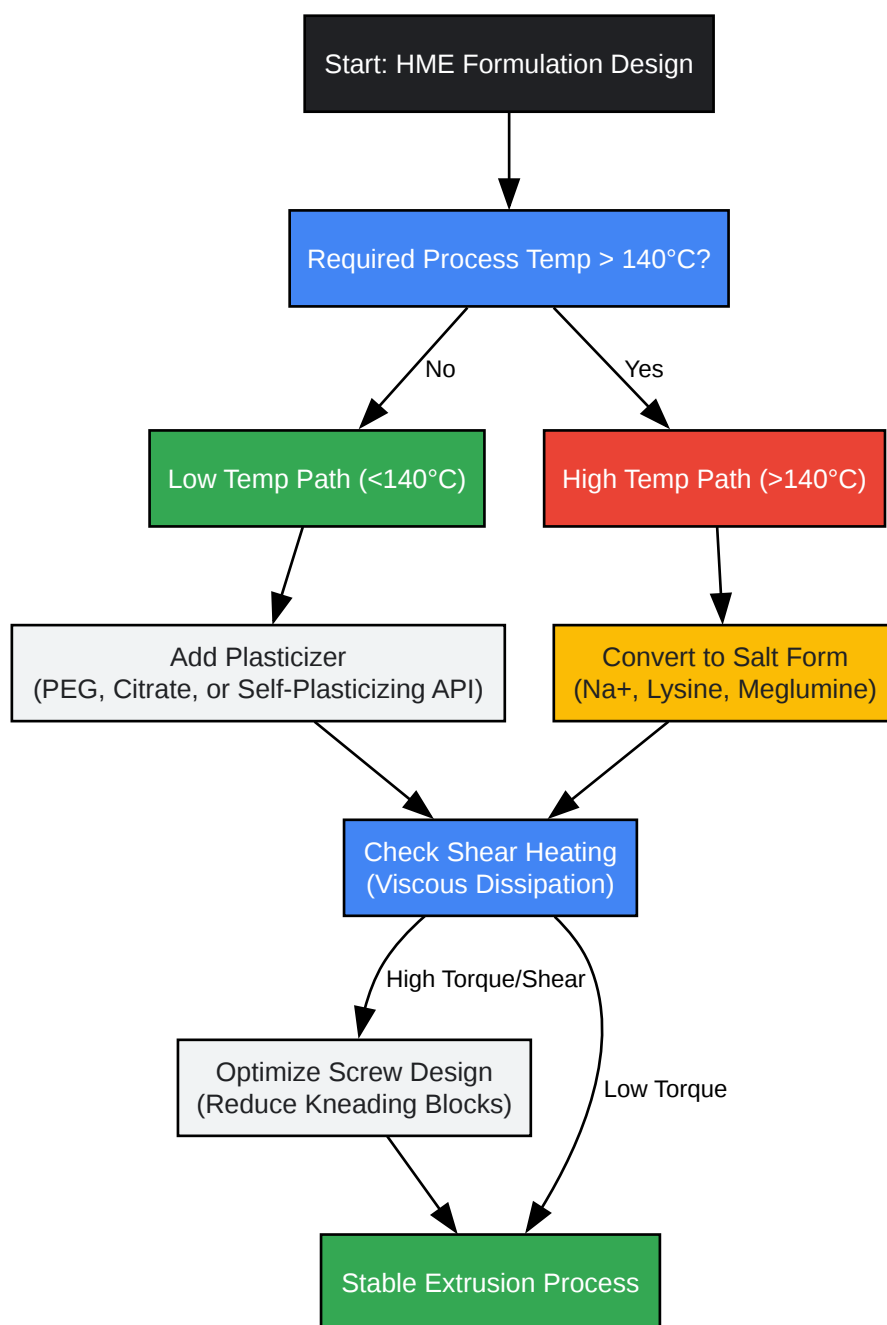 Start: HME Formulation Design
Required Process Temp > 140°C?
No
Yes
Low Temp Path (<140°C)
High Temp Path (>140°C)
Add Plasticizer
(PEG, Citrate, or Self-Plasticizing API)
Convert to Salt Form
(Na+, Lysine, Meglumine)
Check Shear Heating
(Viscous Dissipation)
High Torque/Shear
Optimize Screw Design
(Reduce Kneading Blocks)
Low Torque
Stable Extrusion Process